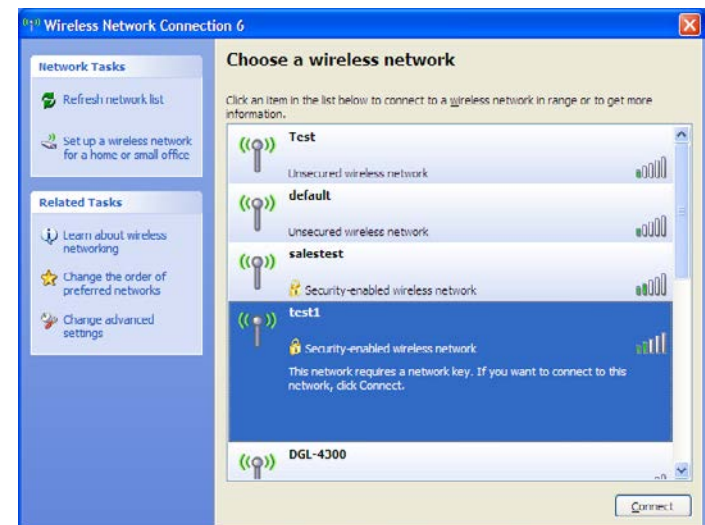 Wireless Network Connection 6
Network Tasks
Refresh network list
Set up a wireless network
for a home or small office
Related Tasks
Learn about wireless
networking
Change the order of
preferred networks
Change advanced
settings
Choose a wireless network
Click an item in the list below to connect to a wireless network in range or to get more
information.
Test
Unsecured wireless network
default
Unsecured wireless network
salestest
Security-enabled wireless network
test1
Security-enabled wireless network
This network requires a network key. If you want to connect to this
network, click Connect.
DGL-4300
Connect